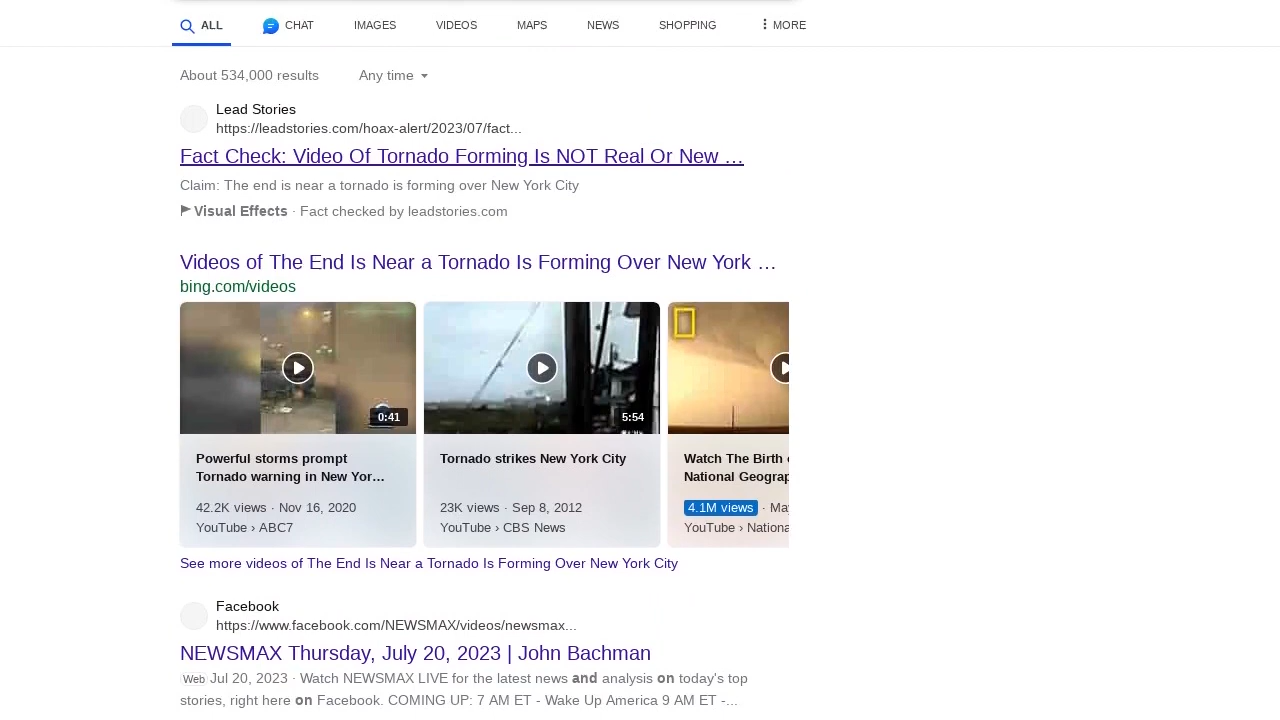 ALL CHAT IMAGES VIDEOS MAPS NEWS SHOPPING MORE
About 534,000 results Any time
Lead Stories
https://leadstories.com/hoax-alert/2023/07/fact...
Fact Check: Video Of Tornado Forming Is NOT Real Or New …
Claim: The end is near a tornado is forming over New York City
Visual Effects · Fact checked by leadstories.com
Videos of The End Is Near a Tornado Is Forming Over New York …
bing.com/videos
0:41
5:54
Powerful storms prompt
Tornado warning in New Yor…
42.2K views · Nov 16, 2020
YouTube › ABC7
Tornado strikes New York City
23K views · Sep 8, 2012
YouTube › CBS News
Watch The Birth
National Geograp
4.1M views · May
YouTube › Nationa
See more videos of The End Is Near a Tornado Is Forming Over New York City
Facebook
https://www.facebook.com/NEWSMAX/videos/newsmax...
NEWSMAX Thursday, July 20, 2023 | John Bachman
Web Jul 20, 2023 · Watch NEWSMAX LIVE for the latest news and analysis on today's top
stories, right here on Facebook. COMING UP: 7 AM ET - Wake Up America 9 AM ET -...